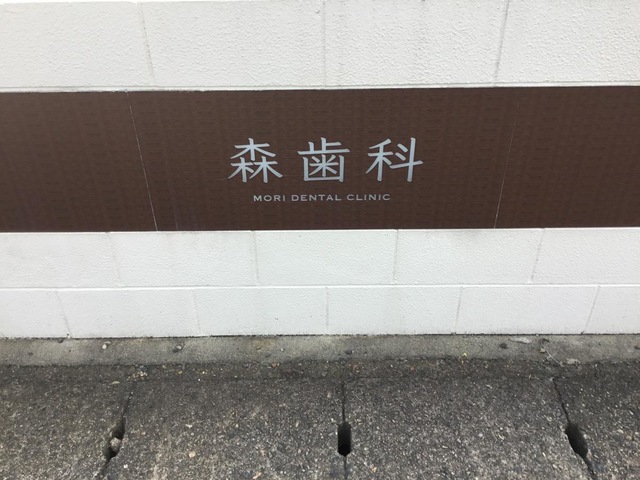 森歯科
MORI DENTAL CLINIC